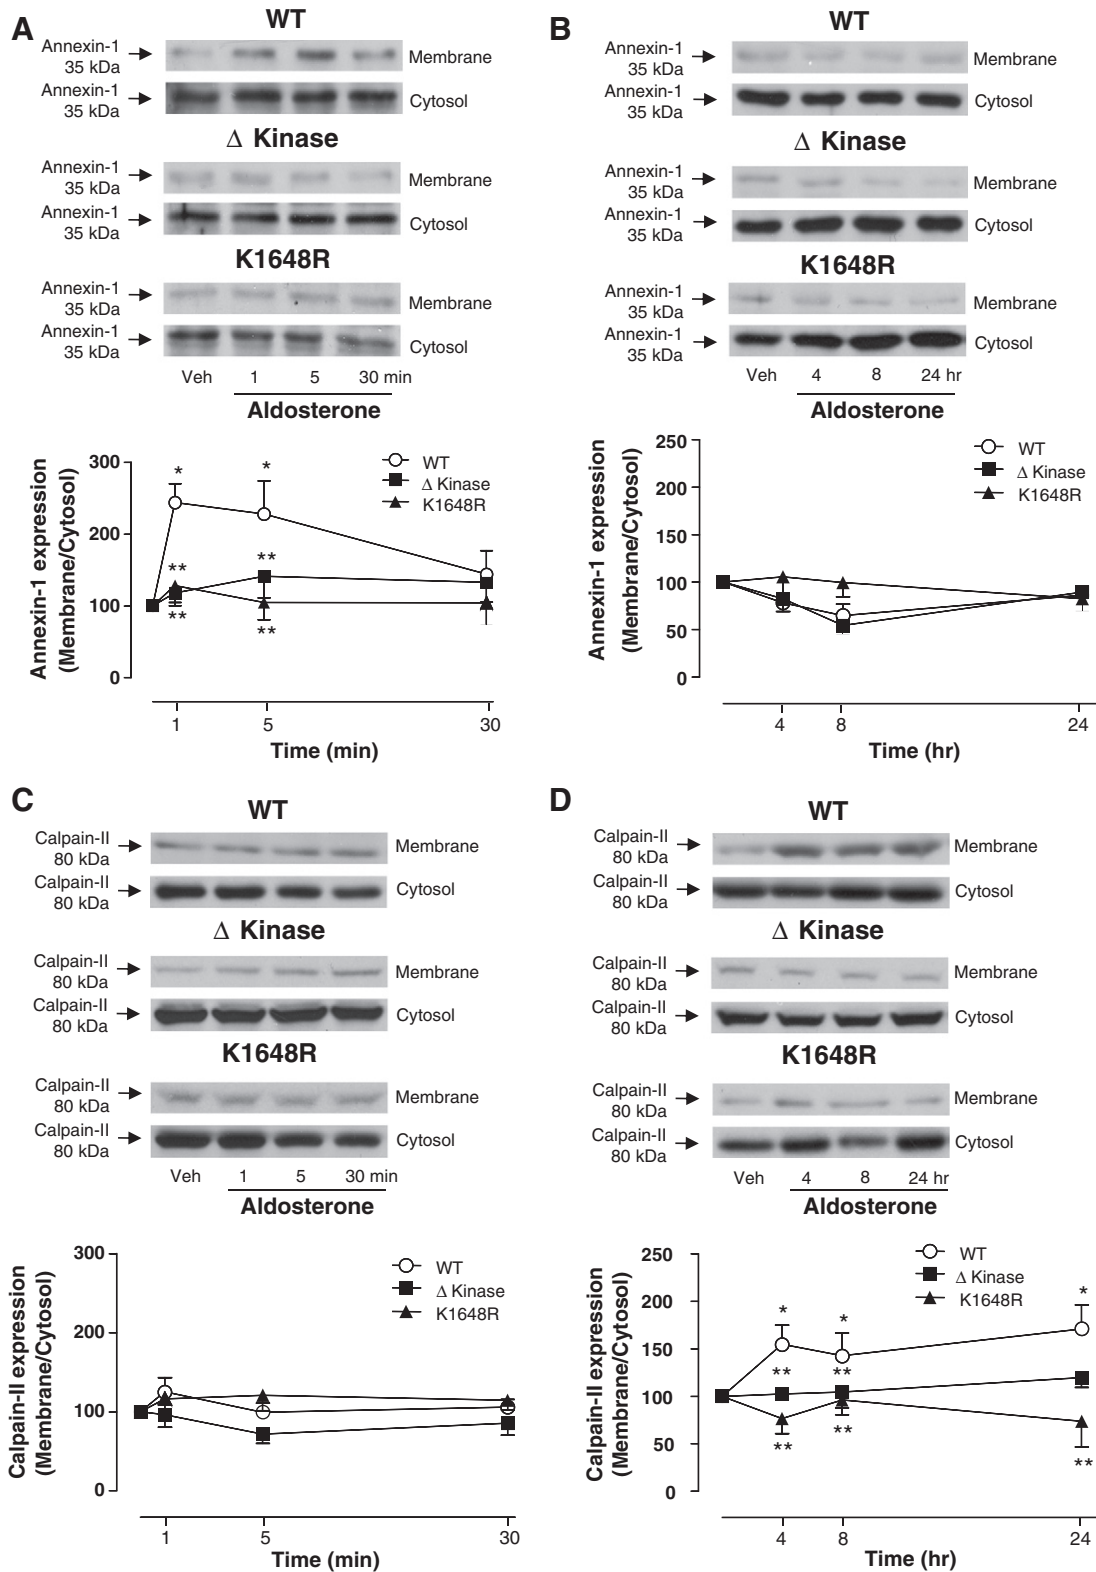 A
WT
Annexin-1
35 kDa
Membrane
Annexin-1
35 kDa
Cytosol
Δ Kinase
Annexin-1
35 kDa
Membrane
Annexin-1
35 kDa
Cytosol
K1648R
Annexin-1
35 kDa
Membrane
Annexin-1
35 kDa
Cytosol
Veh 1 5 30 min
Aldosterone
Annexin-1 expression
(Membrane/Cytosol)
300
200
100
0
WT
Δ Kinase
K1648R
* *
** **
** **
1 5 30
Time (min)
B
WT
Annexin-1
35 kDa
Membrane
Annexin-1
35 kDa
Cytosol
Δ Kinase
Annexin-1
35 kDa
Membrane
Annexin-1
35 kDa
Cytosol
K1648R
Annexin-1
35 kDa
Membrane
Annexin-1
35 kDa
Cytosol
Veh 4 8 24 hr
Aldosterone
Annexin-1 expression
(Membrane/Cytosol)
250
200
150
100
50
0
WT
Δ Kinase
K1648R
4 8 24
Time (hr)
C
WT
Calpain-II
80 kDa
Membrane
Calpain-II
80 kDa
Cytosol
Δ Kinase
Calpain-II
80 kDa
Membrane
Calpain-II
80 kDa
Cytosol
K1648R
Calpain-II
80 kDa
Membrane
Calpain-II
80 kDa
Cytosol
Veh 1 5 30 min
Aldosterone
Calpain-II expression
(Membrane/Cytosol)
300
200
100
0
WT
Δ Kinase
K1648R
1 5 30
Time (min)
D
WT
Calpain-II
80 kDa
Membrane
Calpain-II
80 kDa
Cytosol
Δ Kinase
Calpain-II
80 kDa
Membrane
Calpain-II
80 kDa
Cytosol
K1648R
Calpain-II
80 kDa
Membrane
Calpain-II
80 kDa
Cytosol
Veh 4 8 24 hr
Aldosterone
Calpain-II expression
(Membrane/Cytosol)
250
200
150
100
50
0
WT
Δ Kinase
K1648R
* * *
** **
** ** **
4 8 24
Time (hr)